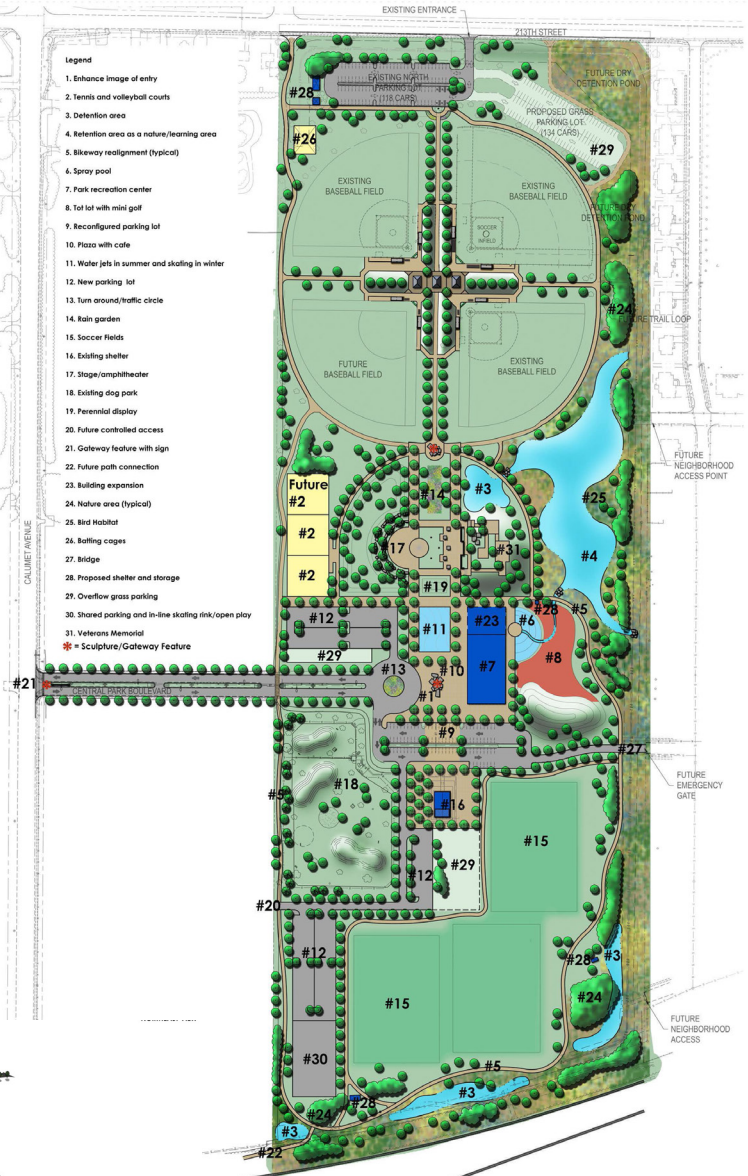 EXISTING ENTRANCE
213TH STREET
Legend
1. Enhance image of entry
2. Tennis and volleyball courts
3. Detention area
4. Retention area as a nature/learning area
5. Bikeway realignment (typical)
6. Spray pool
7. Park recreation center
8. Tot lot with mini golf
9. Reconfigured parking lot
10. Plaza with cafe
11. Water jets in summer and skating in winter
12. New parking lot
13. Turn around/traffic circle
14. Rain garden
15. Soccer Fields
16. Existing shelter
17. Stage/amphitheater
18. Existing dog park
19. Perennial display
20. Future controlled access
21. Gateway feature with sign
22. Future path connection
23. Building expansion
24. Nature area (typical)
25. Bird Habitat
26. Batting cages
27. Bridge
28. Proposed shelter and storage
29. Overflow grass parking
30. Shared parking and in-line skating rink/open play
31. Veterans Memorial
= Sculpture/Gateway Feature
FUTURE DRY
DETENTION POND
EXISTING NORTH
PARKING LOT
(118 CARS)
#28
PROPOSED GRASS
PARKING LOT
(134 CARS)
#26
#29
EXISTING
BASEBALL FIELD
EXISTING
BASEBALL FIELD
FUTURE DRY
DETENTION POND
SOCCER
INFIELD
#24
FUTURE TRAIL LOOP
FUTURE
BASEBALL FIELD
EXISTING
BASEBALL FIELD
FUTURE
NEIGHBORHOOD
ACCESS POINT
Future
#2
#14
#3
#25
#2
#17
#31
#4
#2
#19
CALUMET AVENUE
#12
#11
#23
#6
#28
#5
#29
#13
#10
#7
#8
#21
CENTRAL PARK BOULEVARD
#1
#9
#27
FUTURE
EMERGENCY
GATE
#5
#18
#16
#15
#12
#29
#20
#12
#28
#3
#15
#24
FUTURE
NEIGHBORHOOD
ACCESS
#30
#5
#3
#28
#24
#3
#22